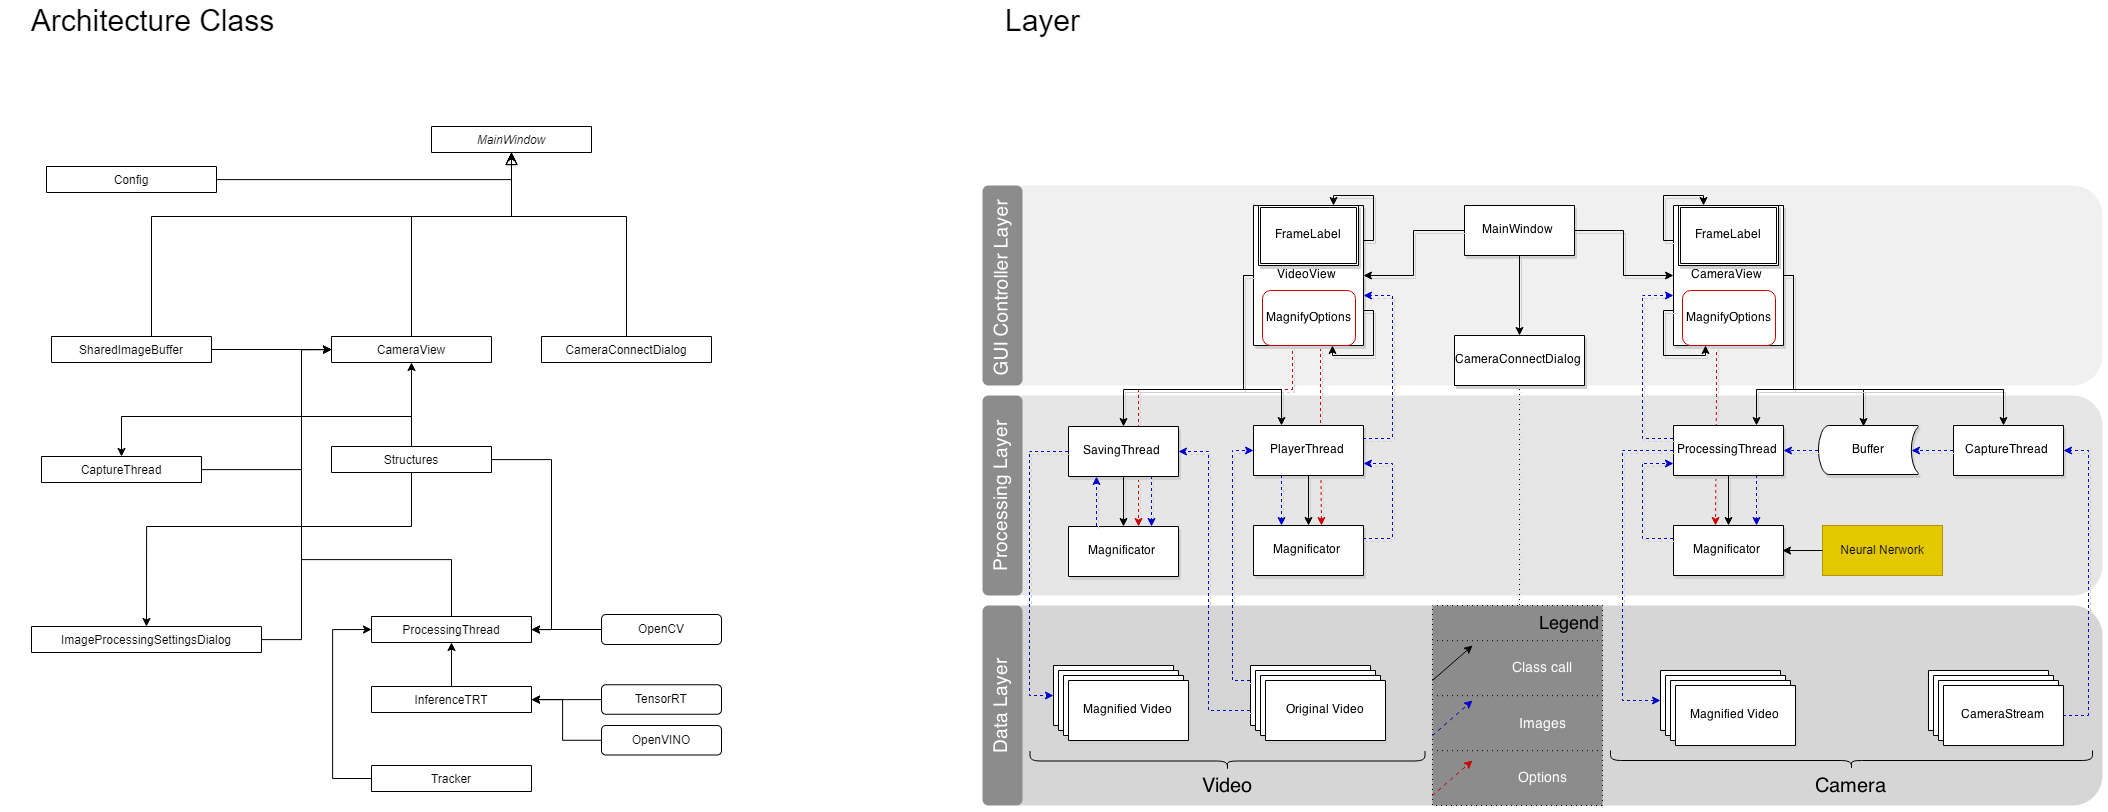 Architecture Class
MainWindow
Config
SharedImageBuffer
CameraView
CameraConnectDialog
CaptureThread
Structures
ImageProcessingSettingsDialog
ProcessingThread
OpenCV
InferenceTRT
TensorRT
OpenVINO
Tracker
Layer
GUI Controller Layer
FrameLabel
VideoView
MagnifyOptions
MainWindow
CameraConnectDialog
FrameLabel
CameraView
MagnifyOptions
Processing Layer
SavingThread
PlayerThread
ProcessingThread
Buffer
CaptureThread
Magnificator
Magnificator
Magnificator
Neural Nerwork
Data Layer
Magnified Video
Original Video
Video
Legend
Class call
Images
Options
Magnified Video
CameraStream
Camera